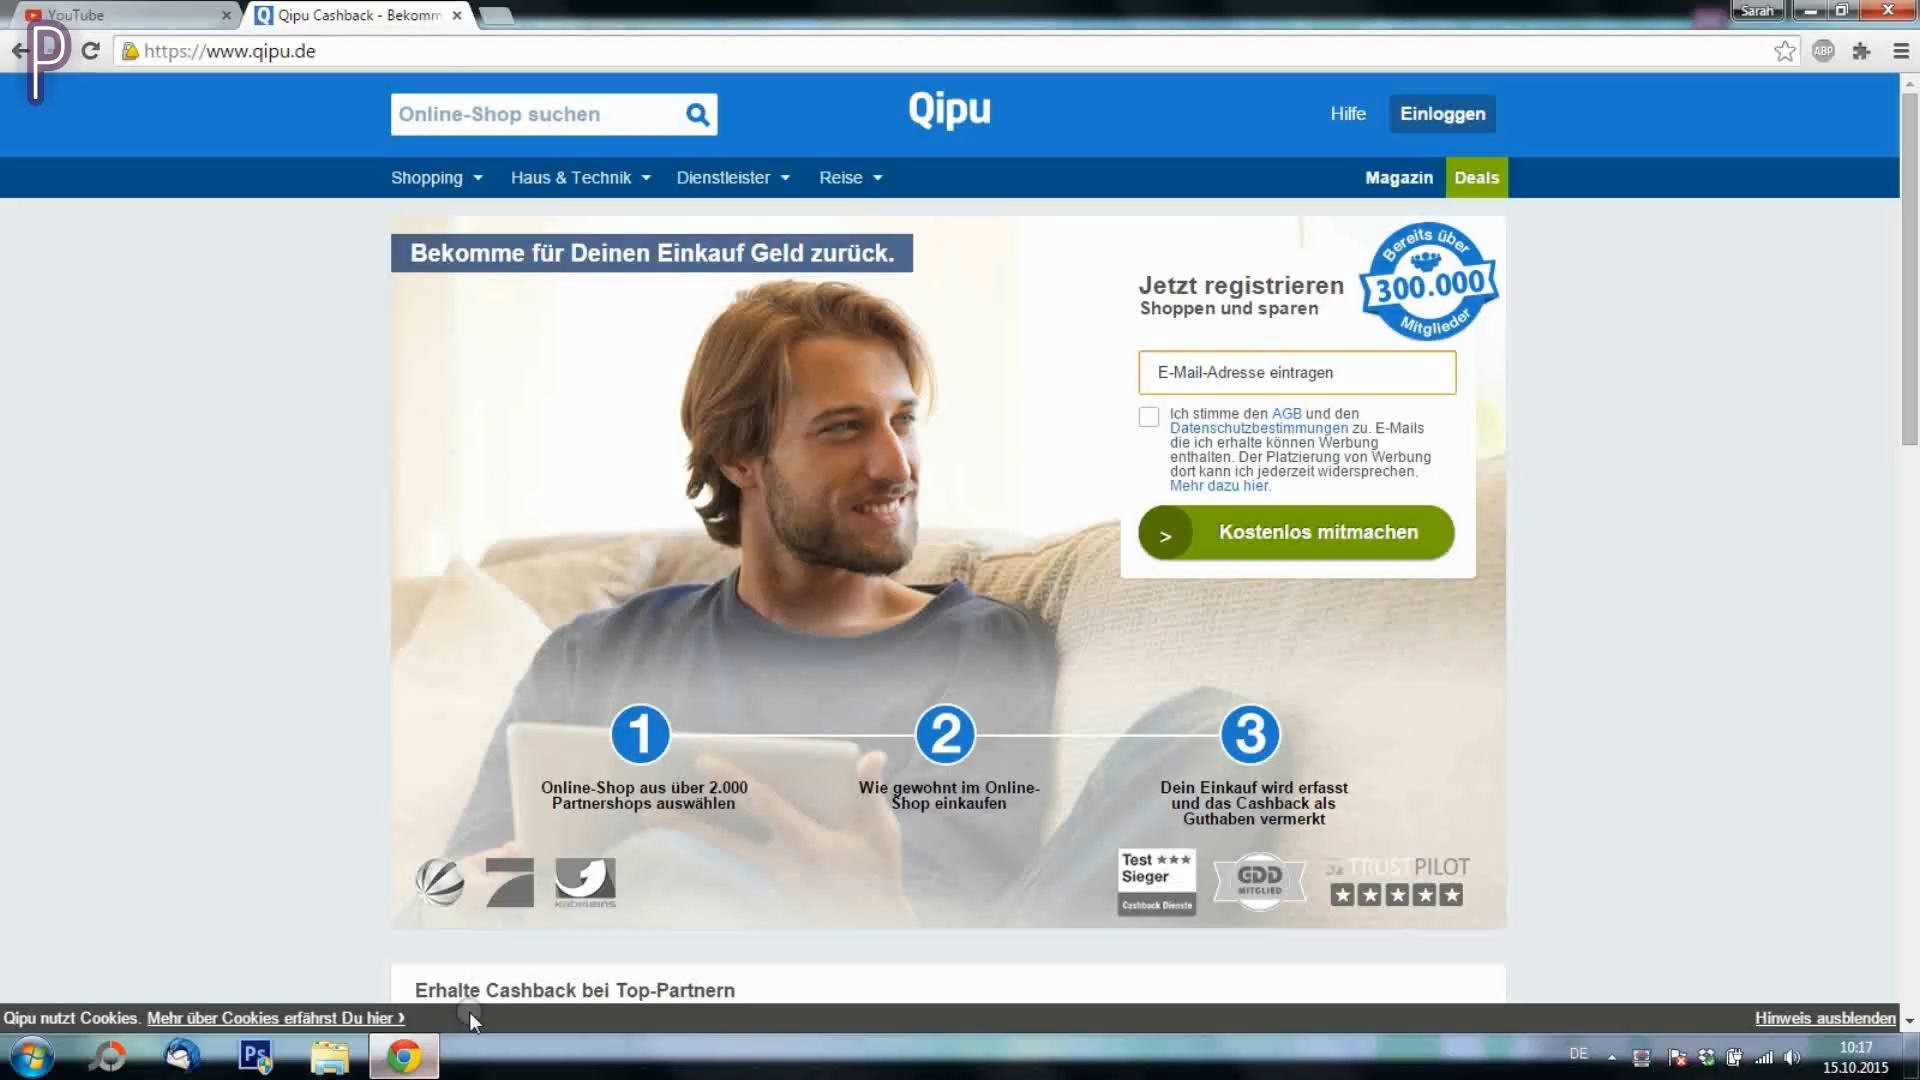 YouTube
Qipu Cashback - Bekomm
Sarah
P
https://www.qipu.de
ABP
Online-Shop suchen
Qipu
Hilfe
Einloggen
Shopping
Haus & Technik
Dienstleister
Reise
Magazin
Deals
Bekomme für Deinen Einkauf Geld zurück.
Jetzt registrieren
Shoppen und sparen
Bereits über
300.000
Mitglieder
E-Mail-Adresse eintragen
Ich stimme den AGB und den
Datenschutzbestimmungen zu. E-Mails
die ich erhalte können Werbung
enthalten. Der Platzierung von Werbung
dort kann ich jederzeit widersprechen.
Mehr dazu hier.
> Kostenlos mitmachen
1
2
3
Online-Shop aus über 2.000
Partnershops auswählen
Wie gewohnt im Online-
Shop einkaufen
Dein Einkauf wird erfasst
und das Cashback als
Guthaben vermerkt
kabeleins
Test ★★★
Sieger
Cashback Dienste
GDD
MITGLIED
TRUSTPILOT
Erhalte Cashback bei Top-Partnern
Qipu nutzt Cookies. Mehr über Cookies erfährst Du hier ›
Hinweis ausblenden
Ps
DE
10:17
15.10.2015